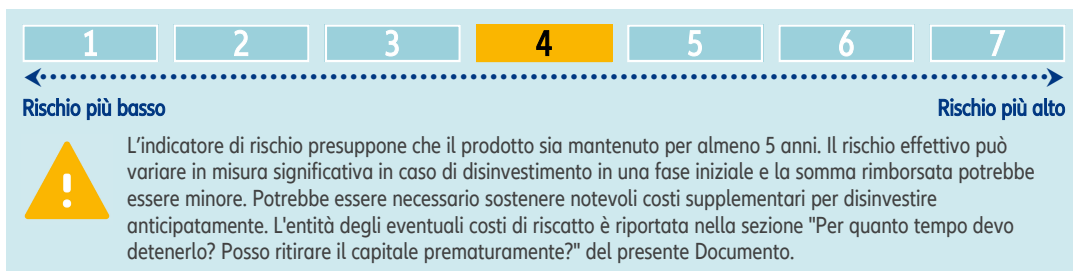 1 2 3 4 5 6 7
Rischio più basso Rischio più alto
L'indicatore di rischio presuppone che il prodotto sia mantenuto per almeno 5 anni. Il rischio effettivo può
variare in misura significativa in caso di disinvestimento in una fase iniziale e la somma rimborsata potrebbe
essere minore. Potrebbe essere necessario sostenere notevoli costi supplementari per disinvestire
anticipatamente. L'entità degli eventuali costi di riscatto è riportata nella sezione "Per quanto tempo devo
detenerlo? Posso ritirare il capitale prematuramente?" del presente Documento.